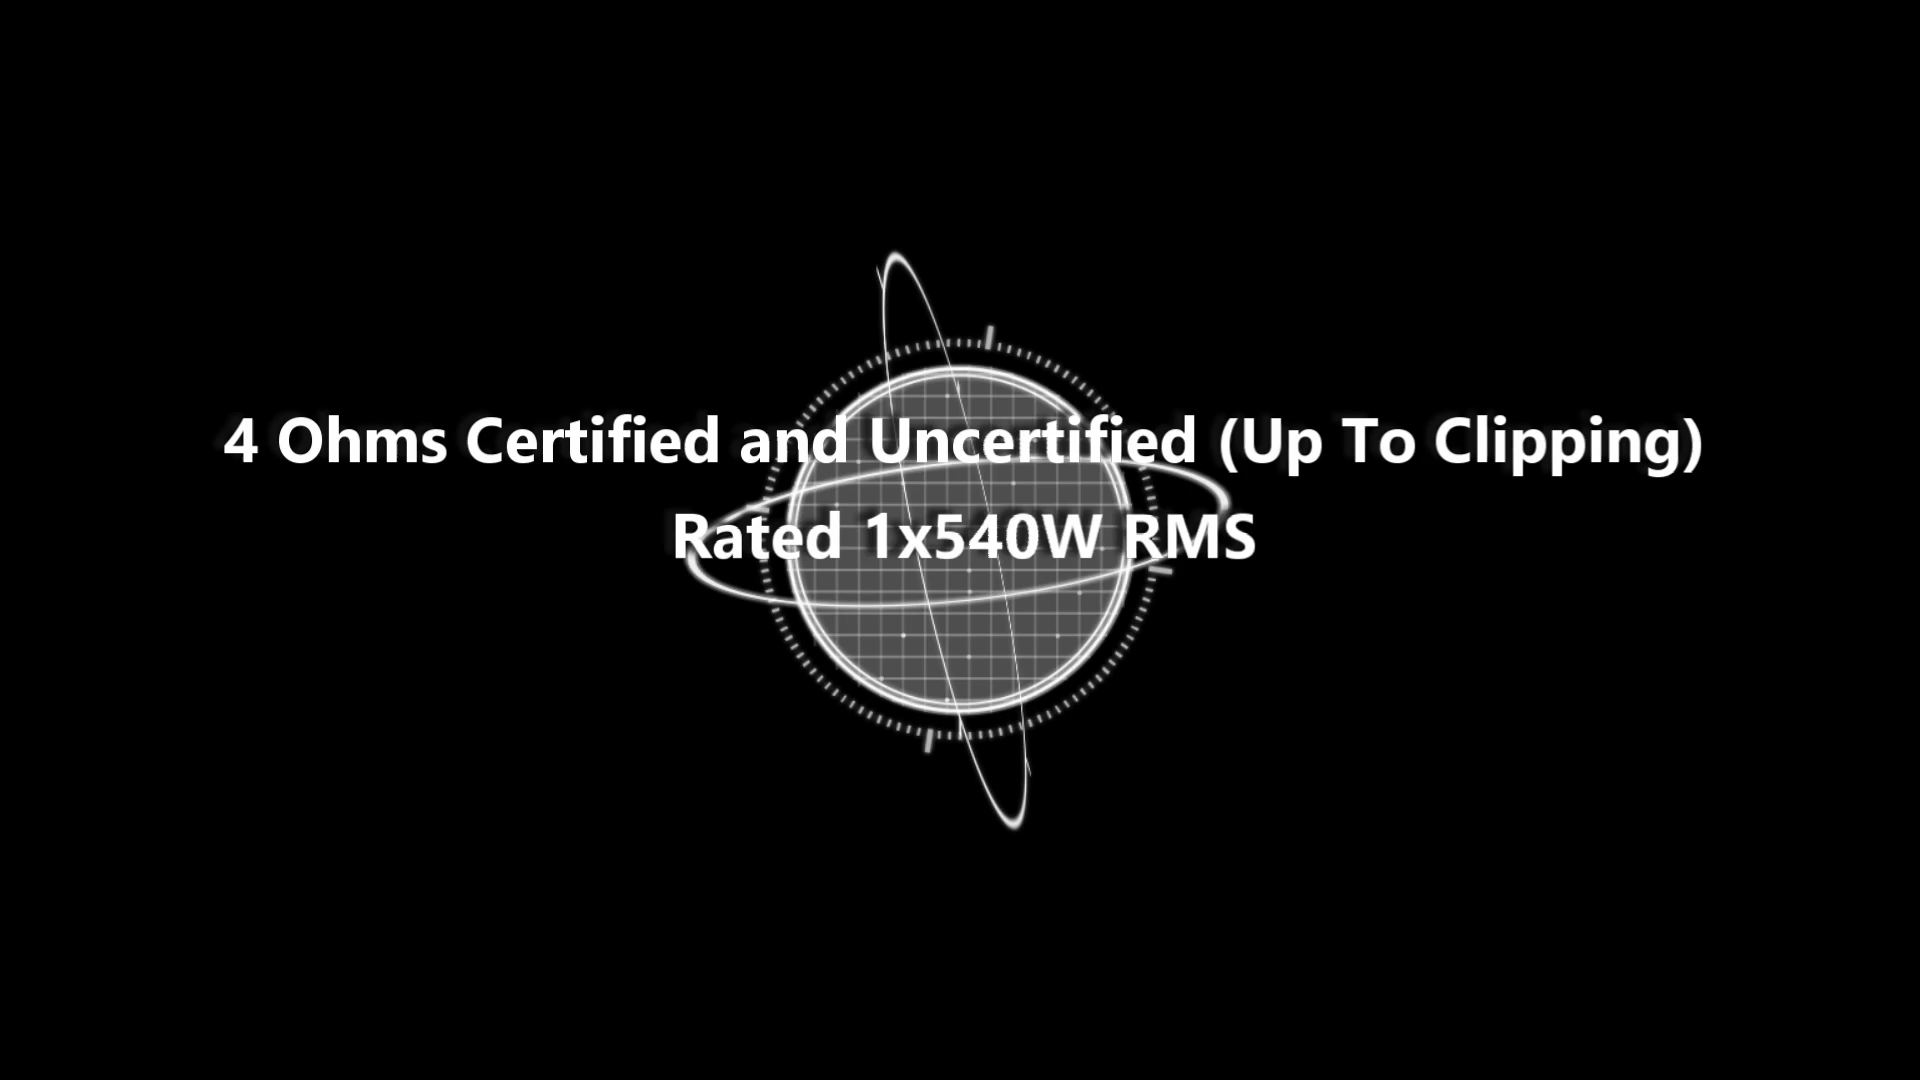 4 Ohms Certified and Uncertified (Up To Clipping)
Rated 1x540W RMS